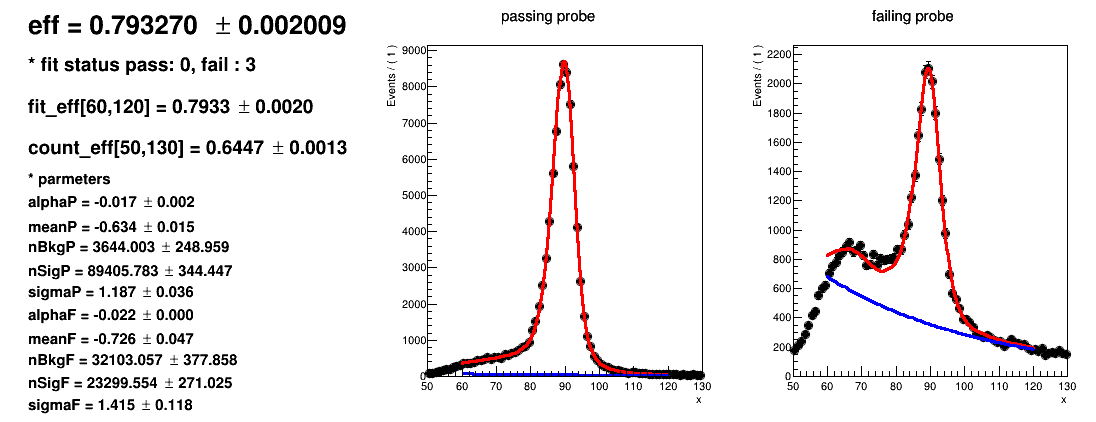 eff = 0.793270 ± 0.002009
* fit status pass: 0, fail : 3
fit_eff[60,120] = 0.7933 ± 0.0020
count_eff[50,130] = 0.6447 ± 0.0013
* parmeters
alphaP = -0.017 ± 0.002
meanP = -0.634 ± 0.015
nBkgP = 3644.003 ± 248.959
nSigP = 89405.783 ± 344.447
sigmaP = 1.187 ± 0.036
alphaF = -0.022 ± 0.000
meanF = -0.726 ± 0.047
nBkgF = 32103.057 ± 377.858
nSigF = 23299.554 ± 271.025
sigmaF = 1.415 ± 0.118
passing probe
Events / ( 1 )
9000
8000
7000
6000
5000
4000
3000
2000
1000
0
50 60 70 80 90 100 110 120 130
x
failing probe
Events / ( 1 )
2200
2000
1800
1600
1400
1200
1000
800
600
400
200
0
50 60 70 80 90 100 110 120 130
x